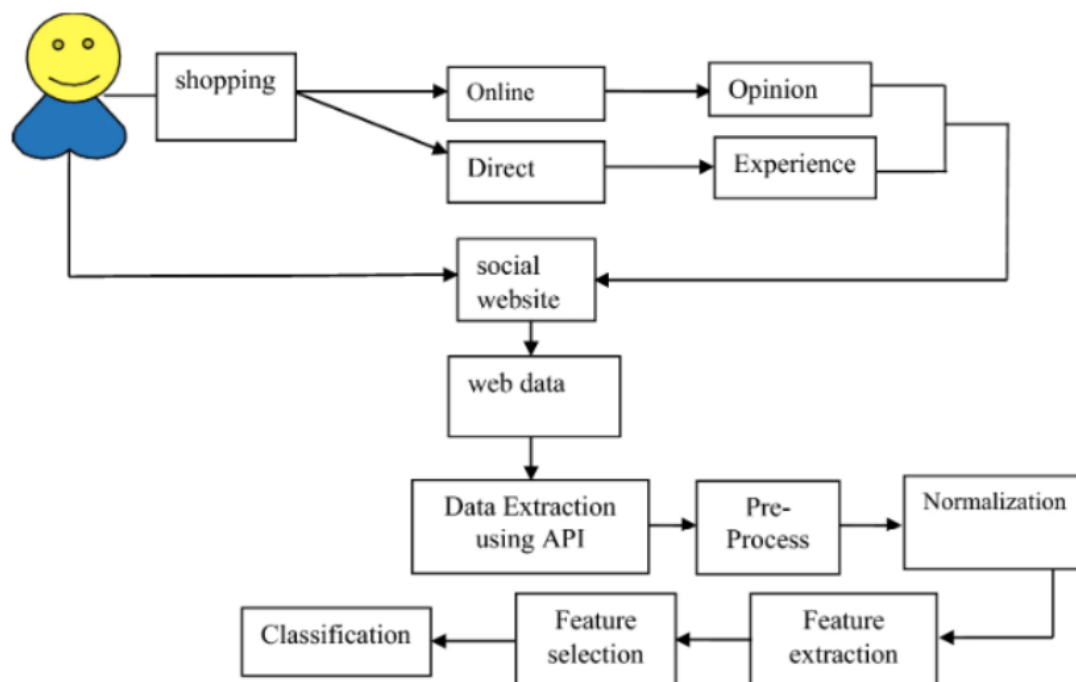 shopping
Online
Opinion
Direct
Experience
social
website
web data
Data Extraction
using API
Pre-
Process
Normalization
Classification
Feature
selection
Feature
extraction